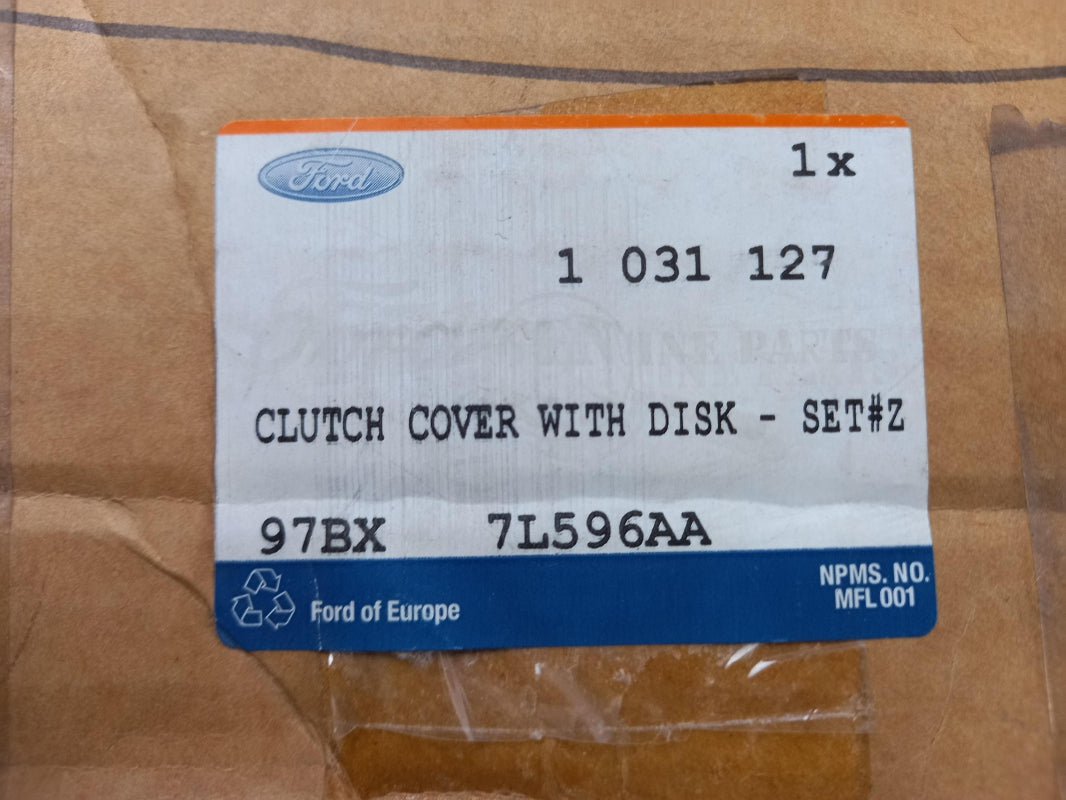 Ford
1x
1 031 127
PARTS
CLUTCH COVER WITH DISK - SET#Z
97BX 7L596AA
Ford of Europe
NPMS. NO.
MFL 001